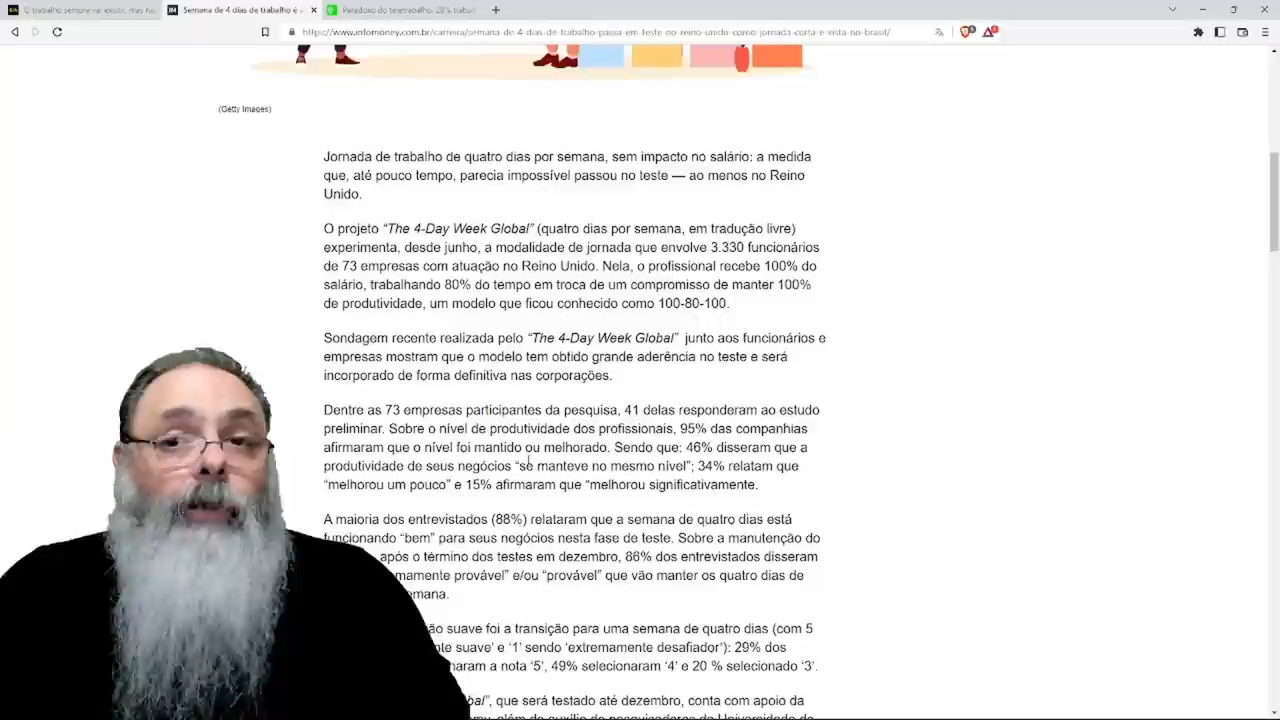 O trabalho sempre vai existir, mas na
Semana de 4 dias de trabalho é a
Paradoxo do teletrabalho: 28% trabal
https://www.infomoney.com.br/carreira/semana-de-4-dias-de-trabalho-passa-em-teste-no-reino-unido-como-jornada-corta-e-vista-no-brasil/
(Getty Images)
Jornada de trabalho de quatro dias por semana, sem impacto no salário: a medida
que, até pouco tempo, parecia impossível passou no teste — ao menos no Reino
Unido.
O projeto “The 4-Day Week Global” (quatro dias por semana, em tradução livre)
experimenta, desde junho, a modalidade de jornada que envolve 3.330 funcionários
de 73 empresas com atuação no Reino Unido. Nela, o profissional recebe 100% do
salário, trabalhando 80% do tempo em troca de um compromisso de manter 100%
de produtividade, um modelo que ficou conhecido como 100-80-100.
Sondagem recente realizada pelo “The 4-Day Week Global” junto aos funcionários e
empresas mostram que o modelo tem obtido grande aderência no teste e será
incorporado de forma definitiva nas corporações.
Dentre as 73 empresas participantes da pesquisa, 41 delas responderam ao estudo
preliminar. Sobre o nível de produtividade dos profissionais, 95% das companhias
afirmaram que o nível foi mantido ou melhorado. Sendo que: 46% disseram que a
produtividade de seus negócios “se manteve no mesmo nível”; 34% relatam que
“melhorou um pouco” e 15% afirmaram que “melhorou significativamente.
A maioria dos entrevistados (88%) relataram que a semana de quatro dias está
funcionando “bem” para seus negócios nesta fase de teste. Sobre a manutenção do
após o término dos testes em dezembro, 86% dos entrevistados disseram
mamente provável” e/ou “provável” que vão manter os quatro dias de
emana.
ão suave foi a transição para uma semana de quatro dias (com 5
nte suave’ e ‘1’ sendo ‘extremamente desafiador’): 29% dos
naram a nota ‘5’, 49% selecionaram ‘4’ e 20 % selecionado ‘3’.
bal”, que será testado até dezembro, conta com apoio da